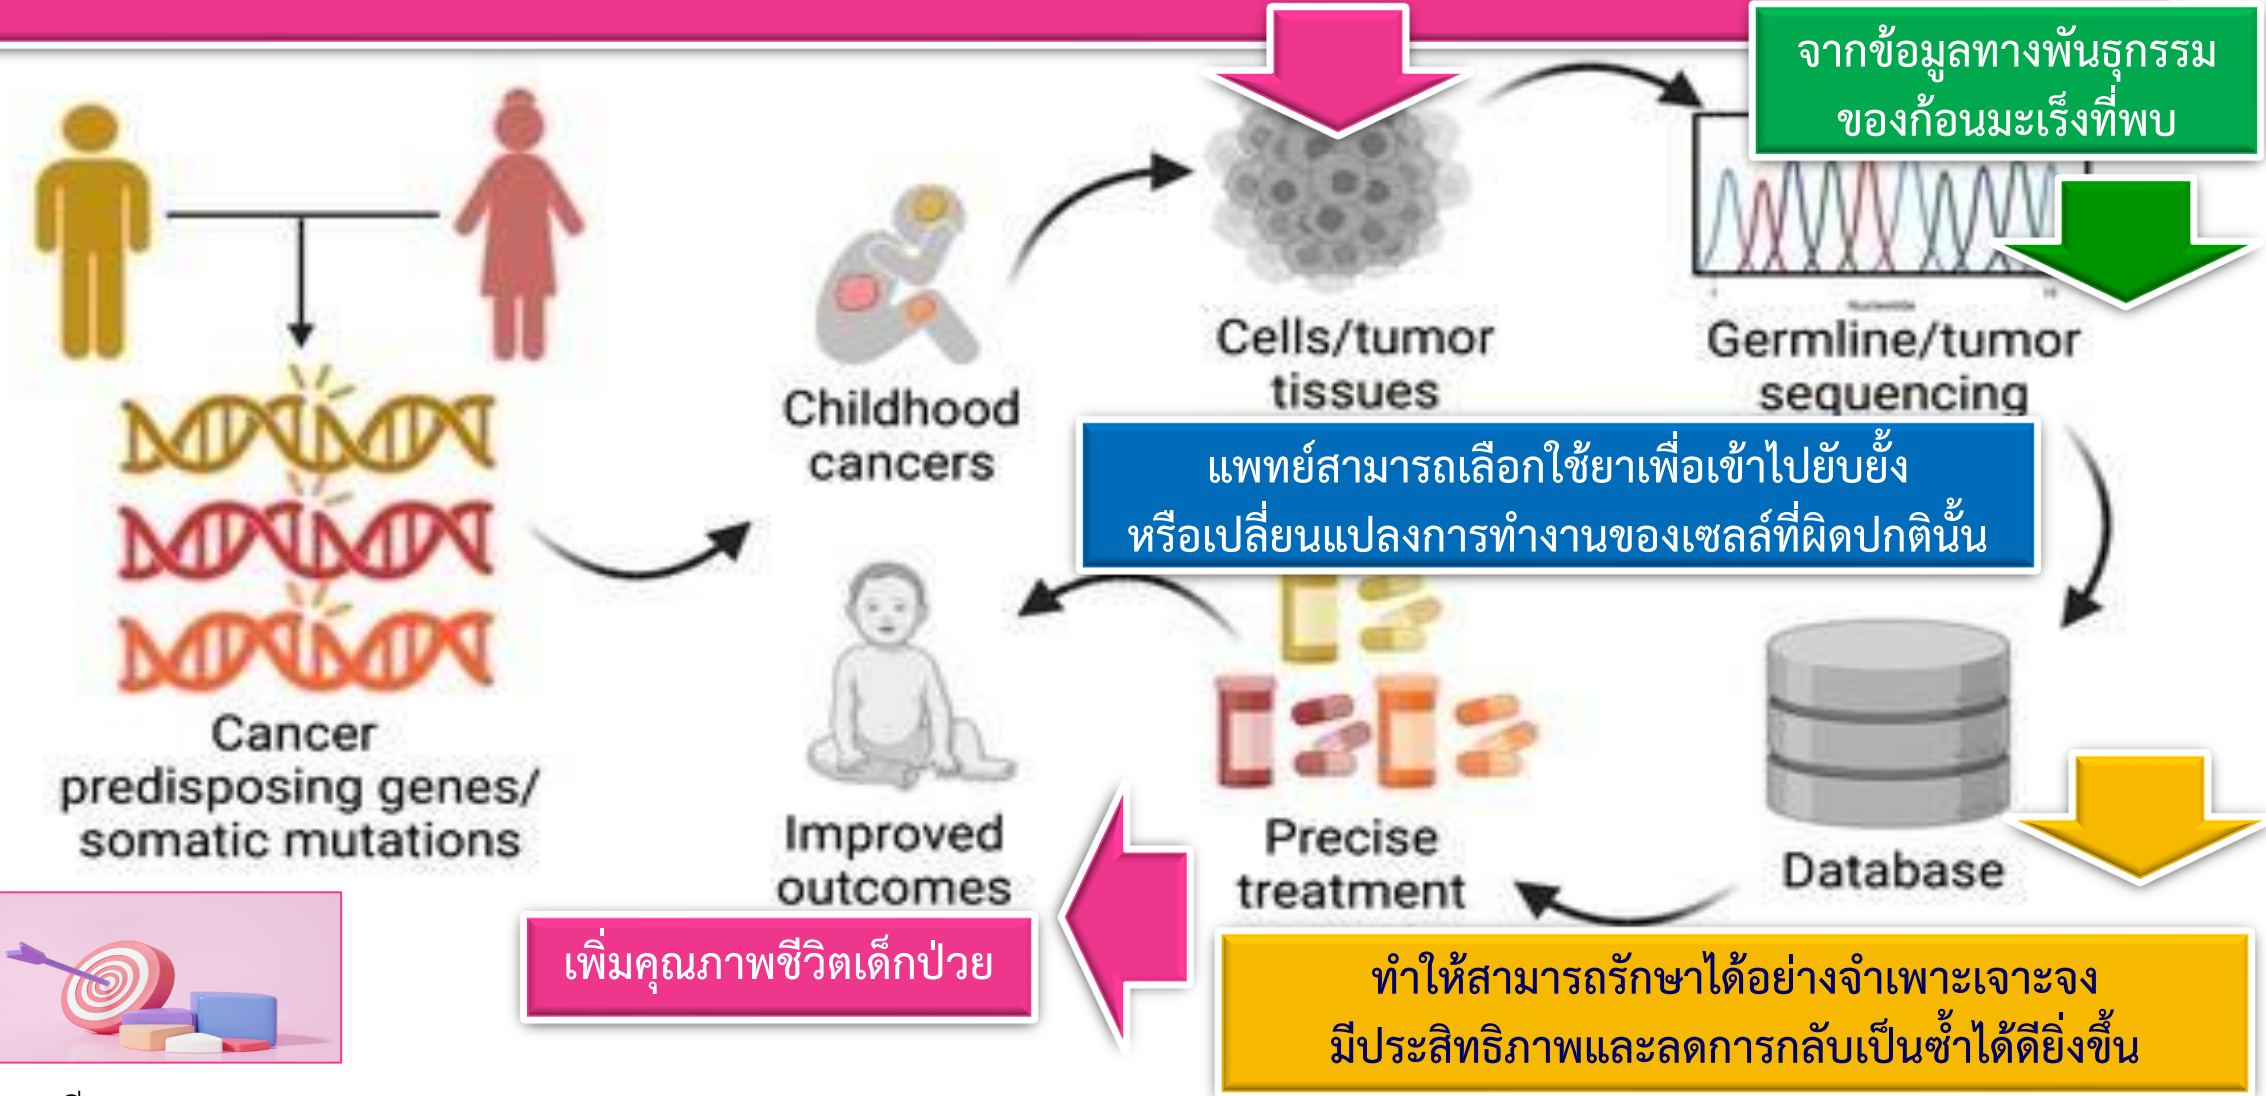 จากข้อมูลทางพันธุกรรม
ของก้อนมะเร็งที่พบ
Cells/tumor
tissues
Nucleotide
Germline/tumor
sequencing
Childhood
cancers
แพทย์สามารถเลือกใช้ยาเพื่อเข้าไปยับยั้ง
หรือเปลี่ยนแปลงการทำงานของเซลล์ที่ผิดปกตินั้น
Cancer
predisposing genes/
somatic mutations
Improved
outcomes
Precise
treatment
Database
เพิ่มคุณภาพชีวิตเด็กป่วย
ทำให้สามารถรักษาได้อย่างจำเพาะเจาะจง
มีประสิทธิภาพและลดการกลับเป็นซ้ำได้ดียิ่งขึ้น